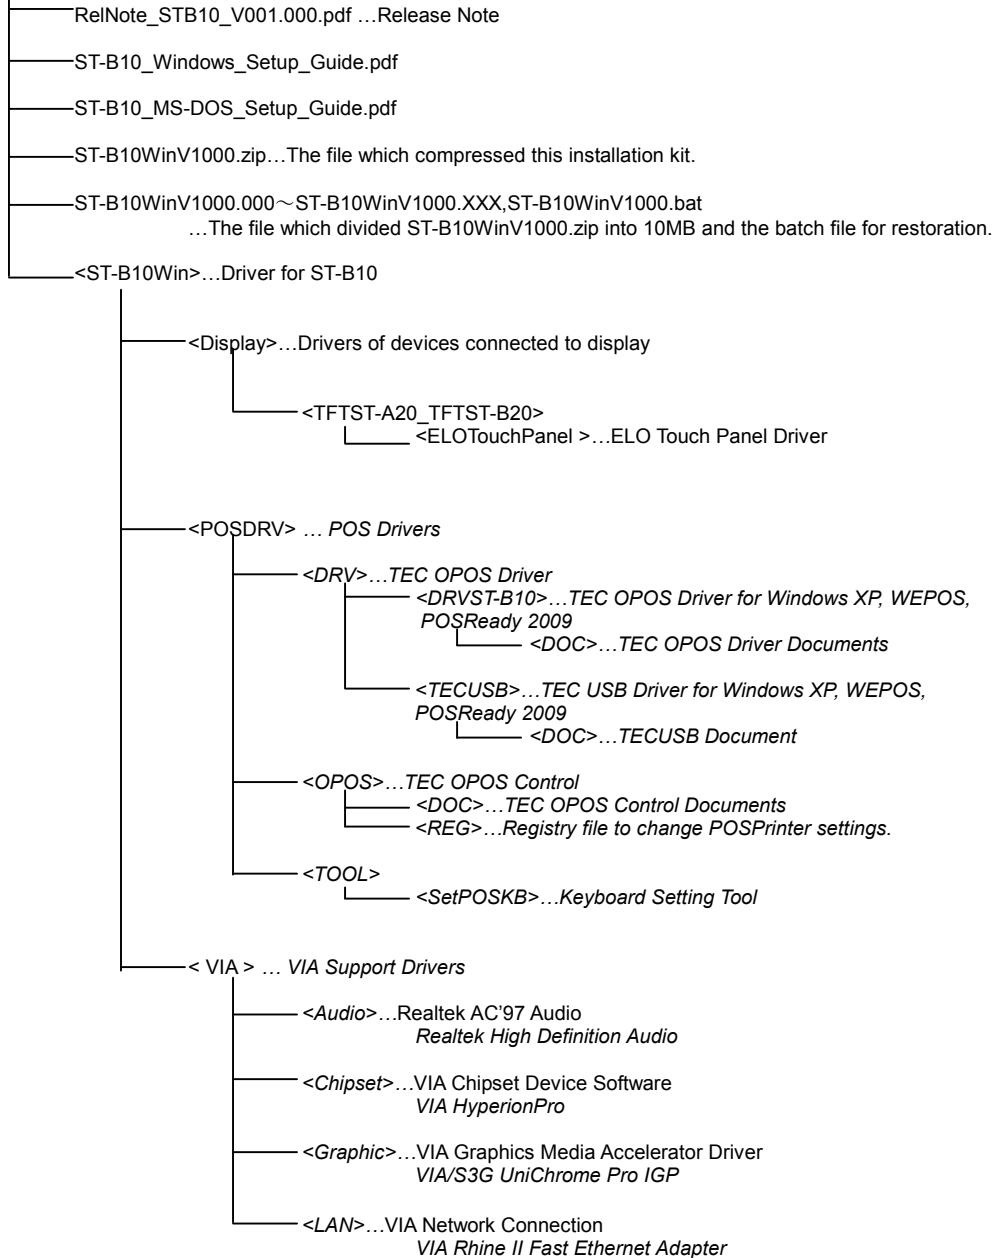 RelNote_STB10_V001.000.pdf …Release Note
ST-B10_Windows_Setup_Guide.pdf
ST-B10_MS-DOS_Setup_Guide.pdf
ST-B10WinV1000.zip…The file which compressed this installation kit.
ST-B10WinV1000.000～ST-B10WinV1000.XXX,ST-B10WinV1000.bat
…The file which divided ST-B10WinV1000.zip into 10MB and the batch file for restoration.
<ST-B10Win>…Driver for ST-B10
<Display>…Drivers of devices connected to display
<TFTST-A20_TFTST-B20>
<ELOTouchPanel >…ELO Touch Panel Driver
<POSDRV> … POS Drivers
<DRV>…TEC OPOS Driver
<DRVST-B10>…TEC OPOS Driver for Windows XP, WEPOS,
POSReady 2009
<DOC>…TEC OPOS Driver Documents
<TECUSB>…TEC USB Driver for Windows XP, WEPOS,
POSReady 2009
<DOC>…TECUSB Document
<OPOS>…TEC OPOS Control
<DOC>…TEC OPOS Control Documents
<REG>…Registry file to change POSPrinter settings.
<TOOL>
<SetPOSKB>…Keyboard Setting Tool
< VIA > … VIA Support Drivers
<Audio>…Realtek AC’97 Audio
Realtek High Definition Audio
<Chipset>…VIA Chipset Device Software
VIA HyperionPro
<Graphic>…VIA Graphics Media Accelerator Driver
VIA/S3G UniChrome Pro IGP
<LAN>…VIA Network Connection
VIA Rhine II Fast Ethernet Adapter